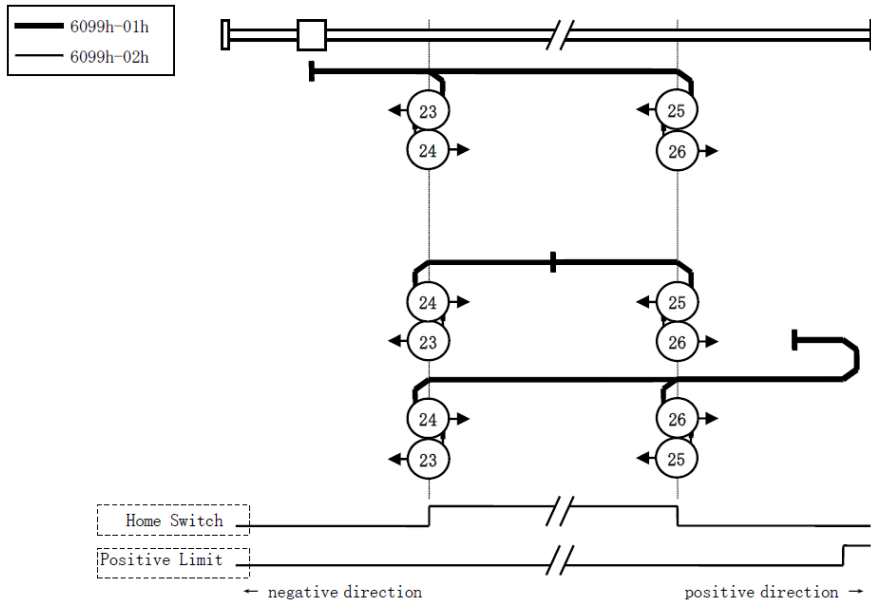 6099h-01h
6099h-02h
23 25
24 26
24 25
23 26
24 26
23 25
Home Switch
Positive Limit
← negative direction positive direction →